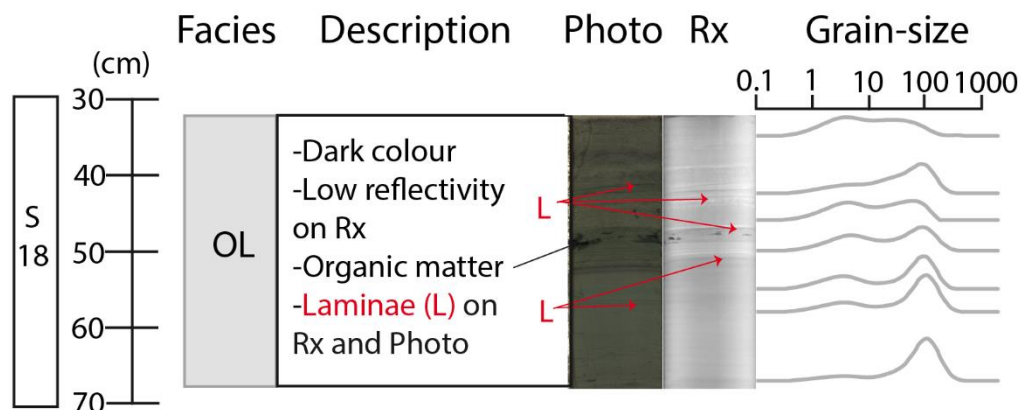 Facies Description Photo Rx Grain-size
(cm)
0.1 1 10 100 1000
30
40
50
60
70
S
18
OL
-Dark colour
-Low reflectivity
on Rx
-Organic matter
-Laminae (L) on
Rx and Photo
L
L